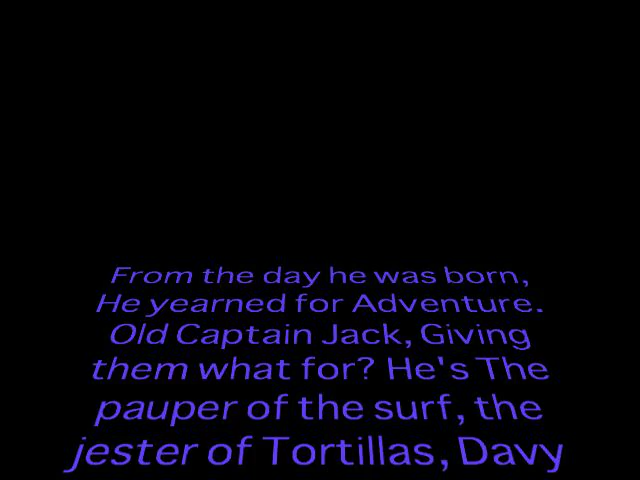 From the day he was born,
He yearned for Adventure.
Old Captain Jack, Giving
them what for? He's The
pauper of the surf, the
jester of Tortillas, Davy